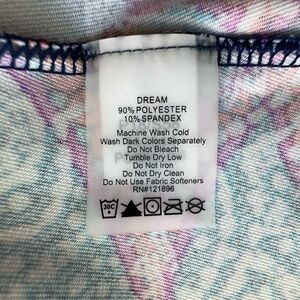 DREAM
90% POLYESTER
10% SPANDEX
Machine Wash Cold
Wash Dark Colors Separately
Do Not Bleach
Tumble Dry Low
Do Not Iron
Do Not Dry Clean
Do Not Use Fabric Softeners
RN#121896
30C